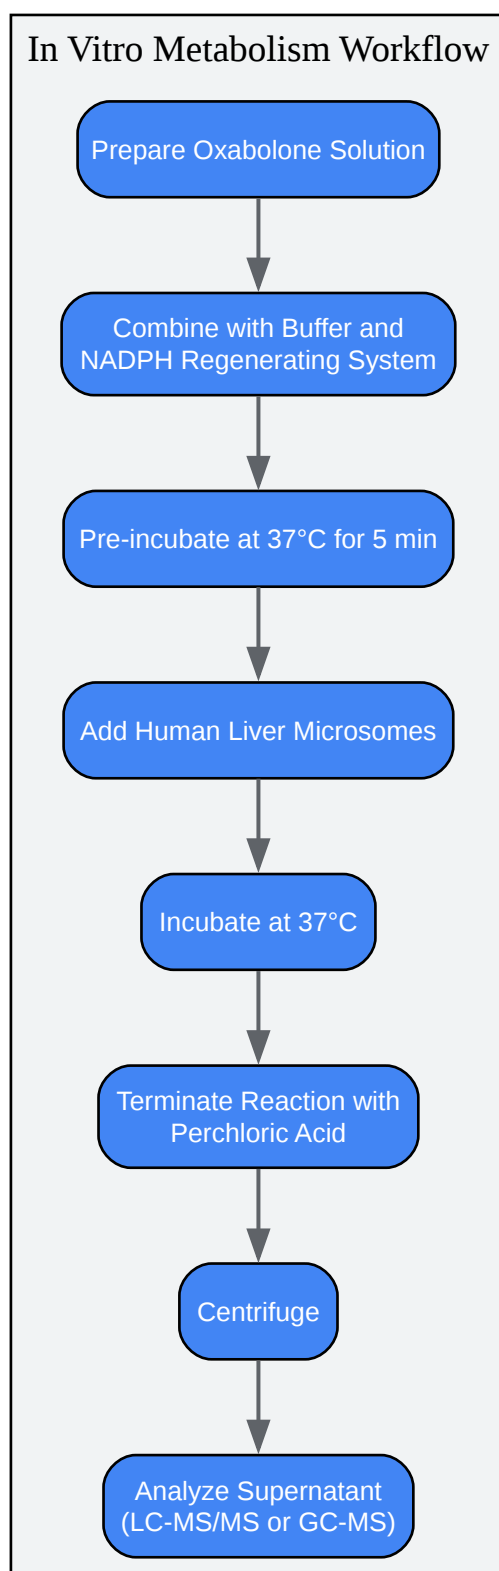 In Vitro Metabolism Workflow
Prepare Oxabolone Solution
Combine with Buffer and
NADPH Regenerating System
Pre-incubate at 37°C for 5 min
Add Human Liver Microsomes
Incubate at 37°C
Terminate Reaction with
Perchloric Acid
Centrifuge
Analyze Supernatant
(LC-MS/MS or GC-MS)